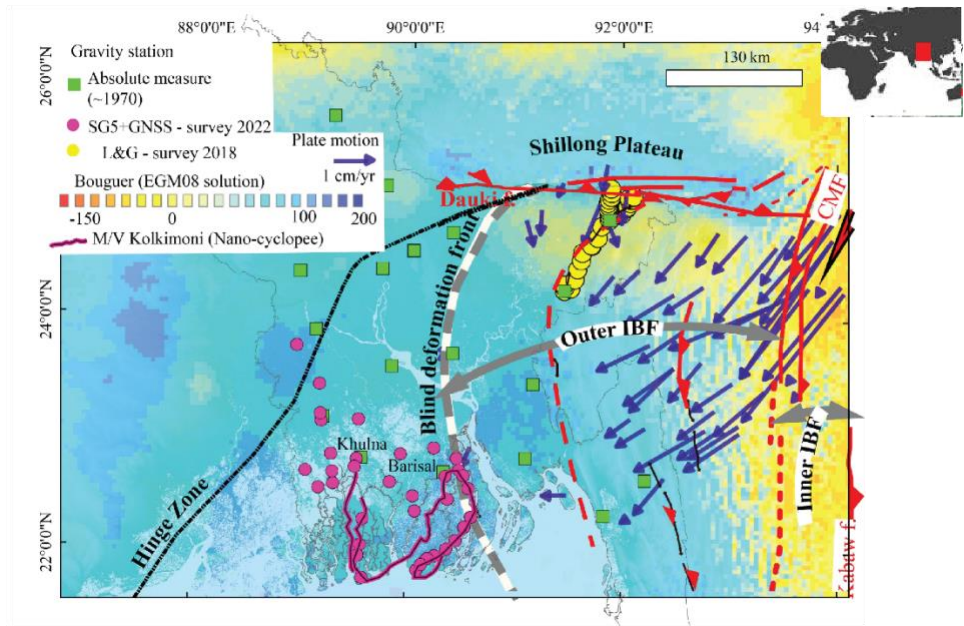 88°0'0"E
90°0'0"E
92°0'0"E
94°
26°0'0"N
24°0'0"N
22°0'0"N
Gravity station
Absolute measure
(~1970)
SG5+GNSS - survey 2022
L&G - survey 2018
Bouguer (EGM08 solution)
-150 0 100 200
M/V Kolkimoni (Nano-cyclopee)
Plate motion
1 cm/yr
130 km
Shillong Plateau
Dauki f.
CMF
Blind deformation front
Outer IBF
Inner IBF
Khulna
Barisal
Hinge Zone
Kabaw f.